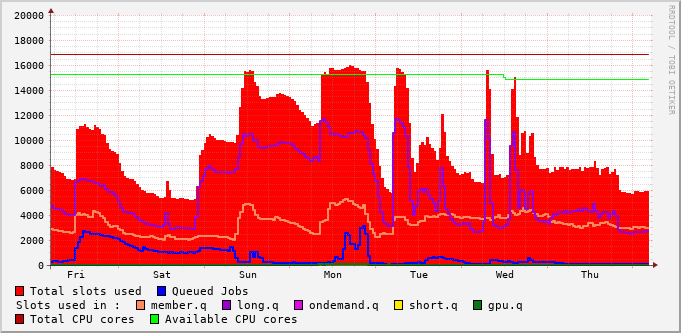 20000
18000
16000
14000
12000
10000
8000
6000
4000
2000
0
Fri Sat Sun Mon Tue Wed Thu
Total slots used Queued Jobs
Slots used in : member.q long.q ondemand.q short.q gpu.q
Total CPU cores Available CPU cores
RRDTOOL / TOBI OETIKER